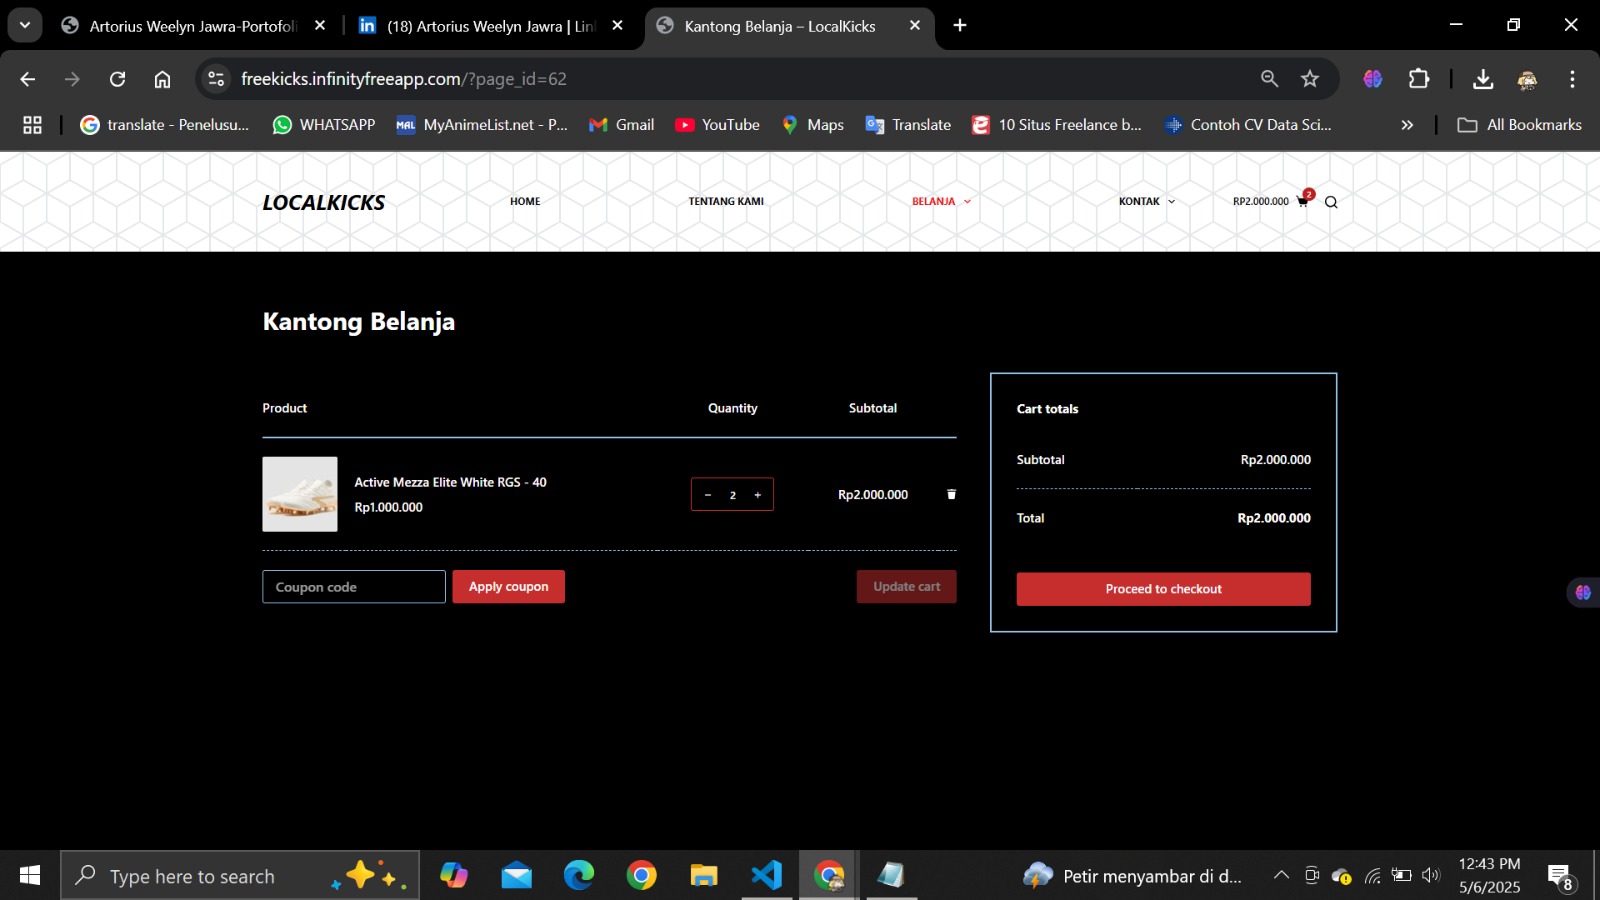 Artorius Weelyn Jawra-Portofoli
in (18) Artorius Weelyn Jawra | Lin
Kantong Belanja – LocalKicks
freekicks.infinityfreeapp.com/?page_id=62
translate - Penelusu...
WHATSAPP
MAL MyAnimeList.net - P...
Gmail
YouTube
Maps
Translate
10 Situs Freelance b...
Contoh CV Data Sci...
All Bookmarks
LOCALKICKS
HOME
TENTANG KAMI
BELANJA
KONTAK
RP2.000.000
2
Kantong Belanja
Product Quantity Subtotal
Active Mezza Elite White RGS - 40
Rp1.000.000
− 2 +
Rp2.000.000
Coupon code
Apply coupon
Update cart
Cart totals
Subtotal Rp2.000.000
Total Rp2.000.000
Proceed to checkout
Type here to search
Petir menyambar di d...
12:43 PM
5/6/2025
8